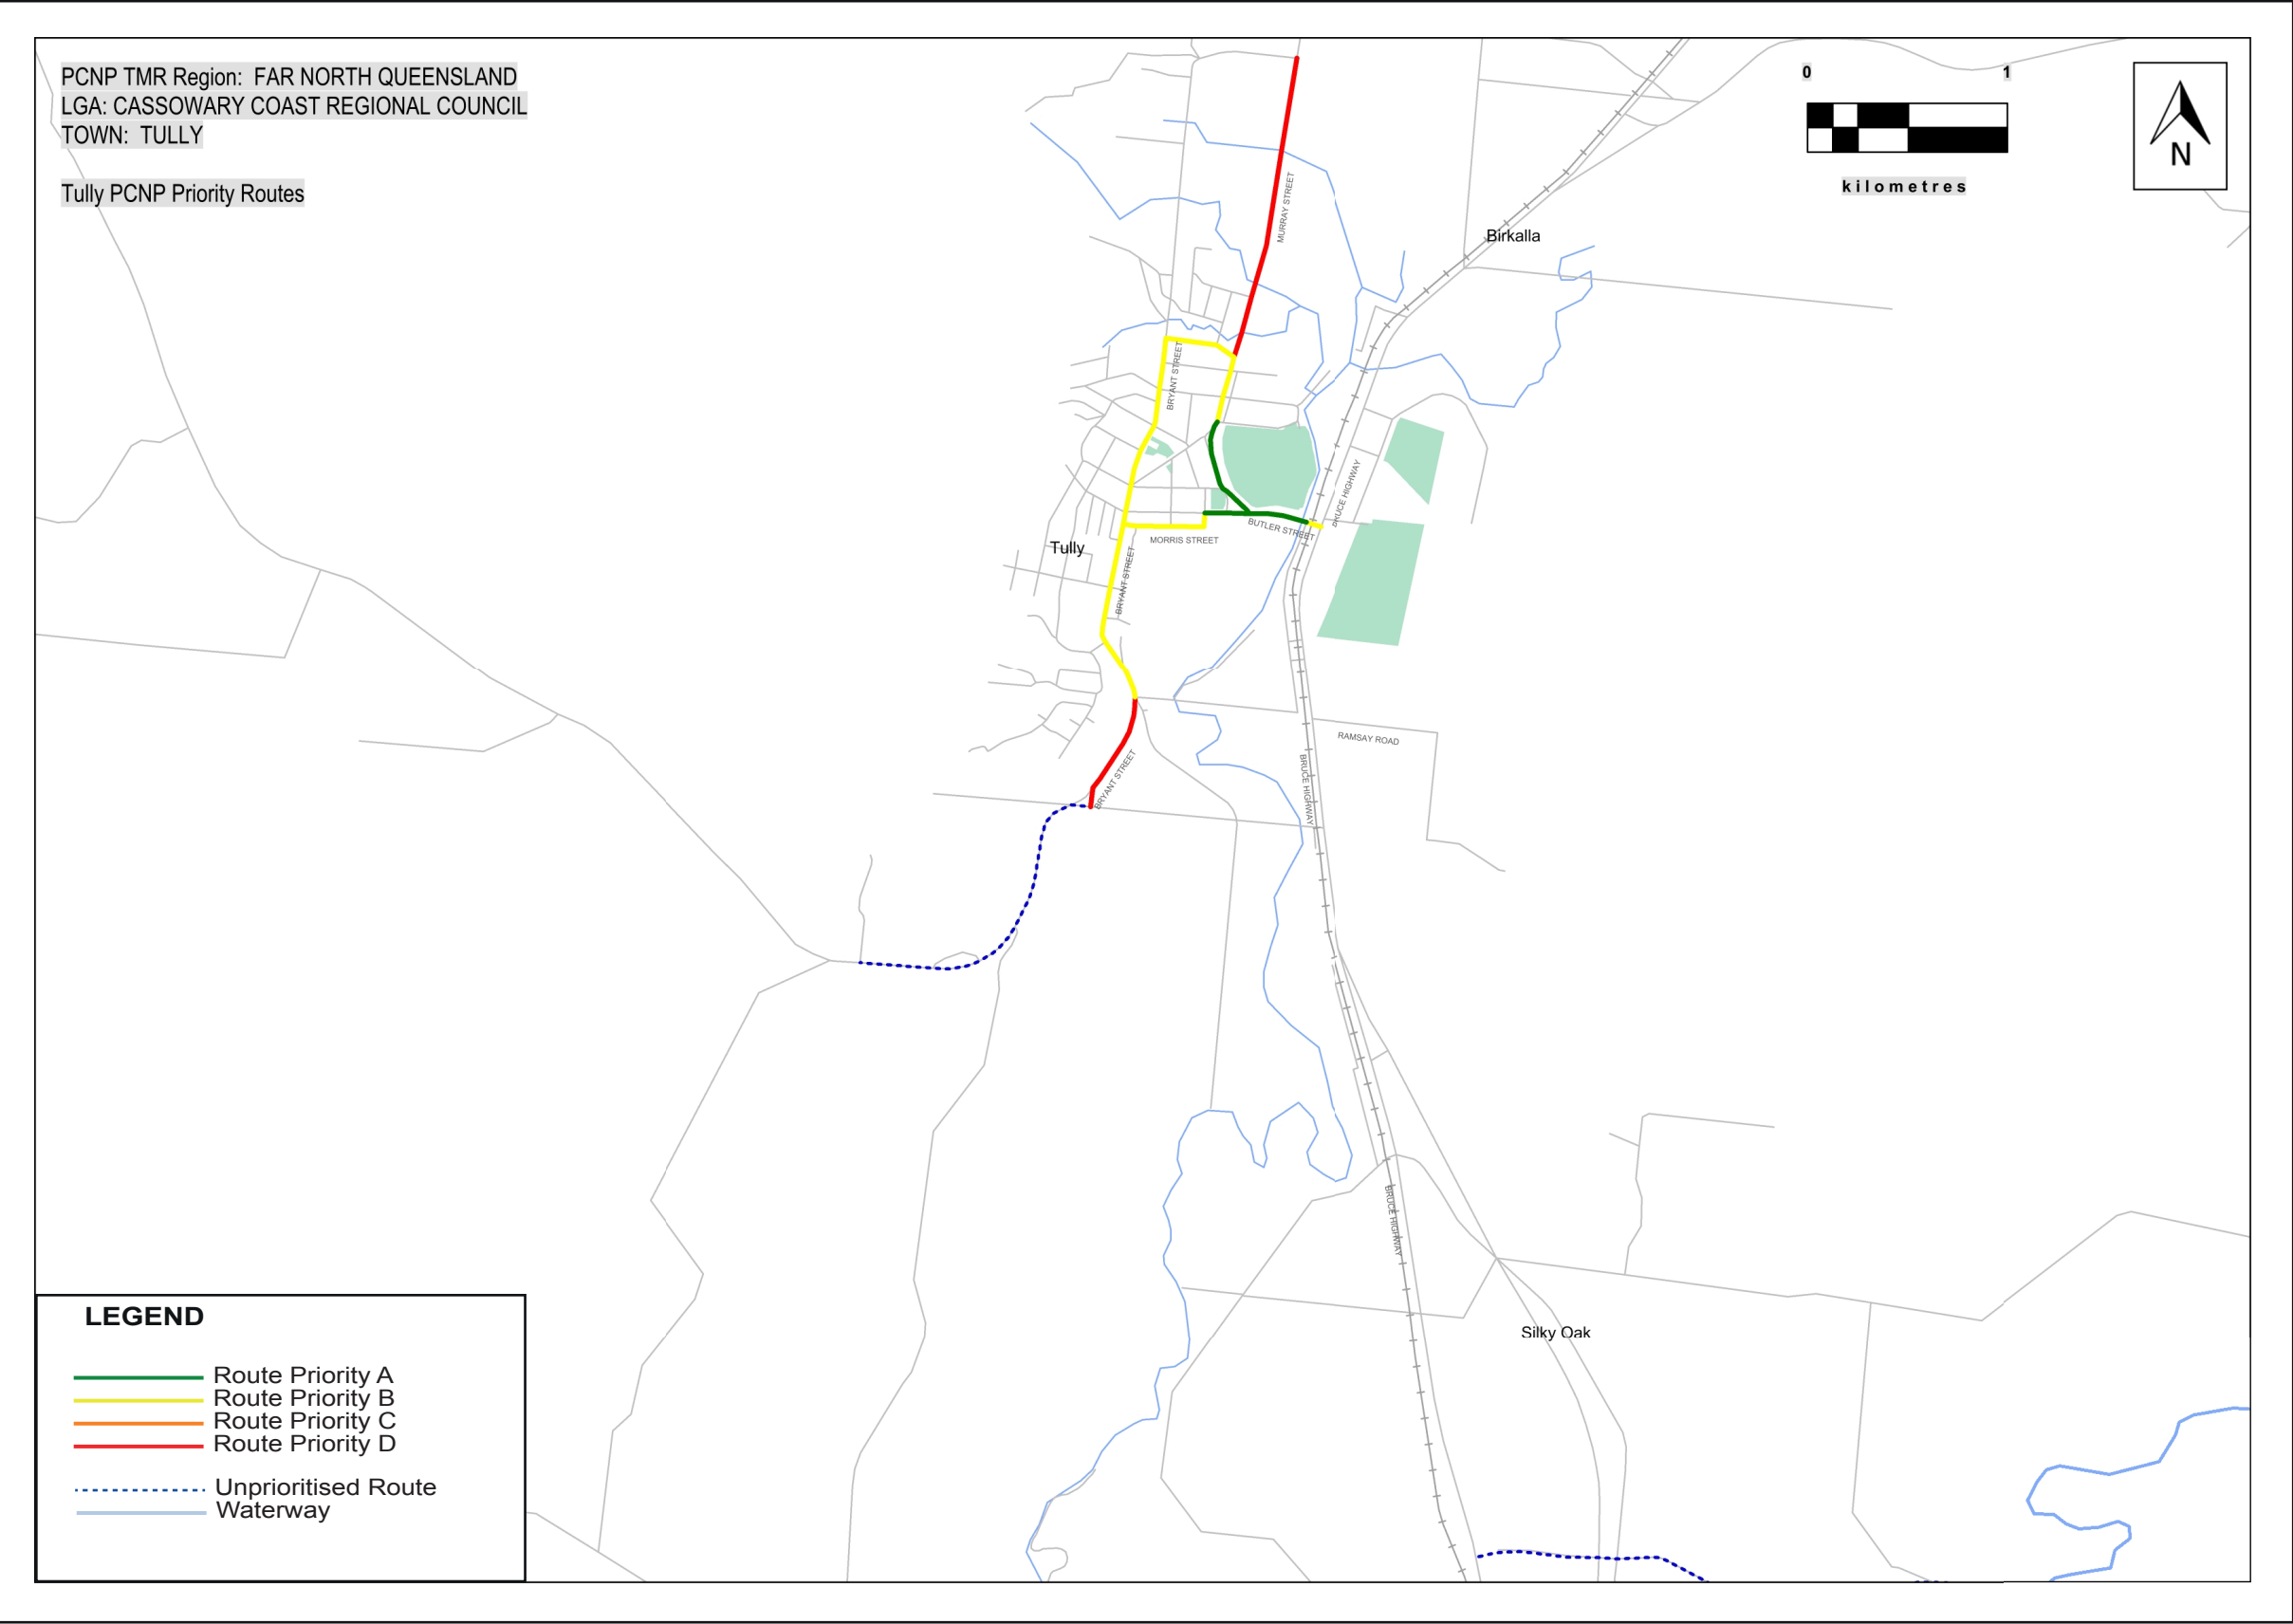 PCNP TMR Region:  FAR NORTH QUEENSLAND
LGA: CASSOWARY COAST REGIONAL COUNCIL
TOWN:  TULLY
Tully PCNP Priority Routes
0 1
kilometres
N
MURRAY STREET
Birkalla
BRYANT STREET
BRUCE HIGHWAY
BUTLER STREET
MORRIS STREET
Tully
BRYANT STREET
RAMSAY ROAD
BRYANT STREET
BRUCE HIGHWAY
BRUCE HIGHWAY
Silky Oak
LEGEND
Route Priority A
Route Priority B
Route Priority C
Route Priority D
Unprioritised Route
Waterway